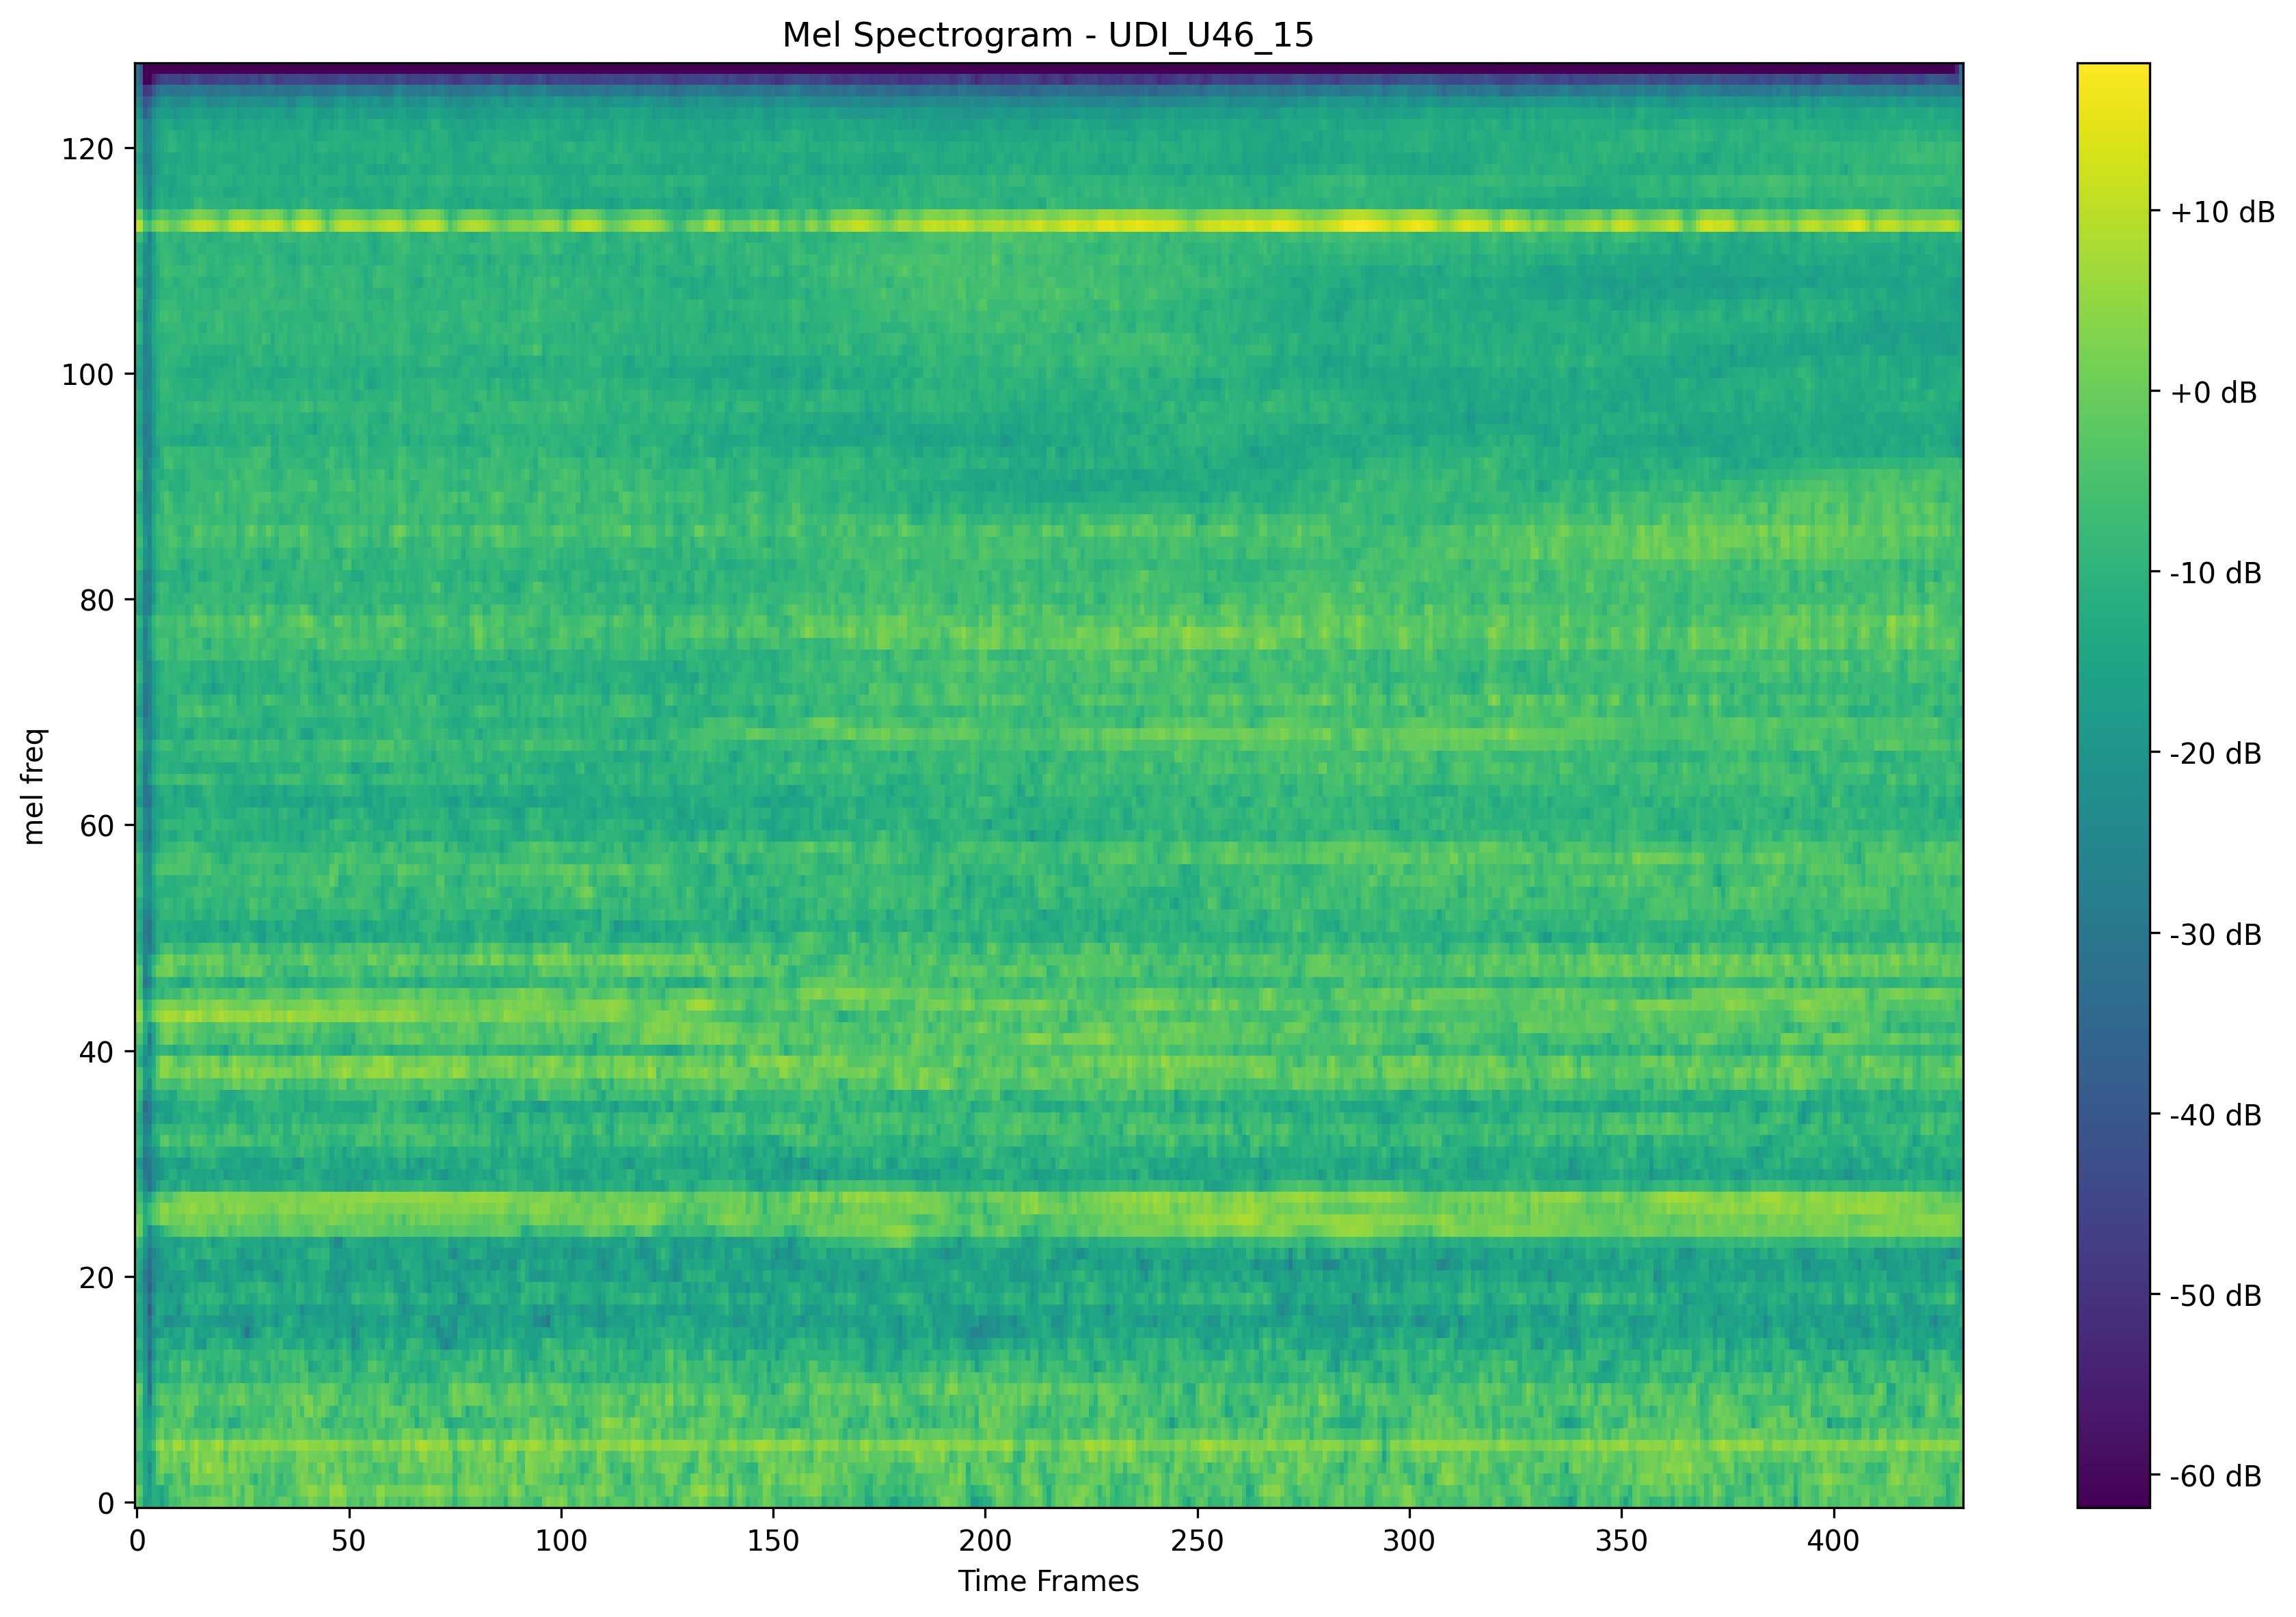 Mel Spectrogram - UDI_U46_15
mel freq
120
100
80
60
40
20
0
0 50 100 150 200 250 300 350 400
Time Frames
+10 dB
+0 dB
-10 dB
-20 dB
-30 dB
-40 dB
-50 dB
-60 dB